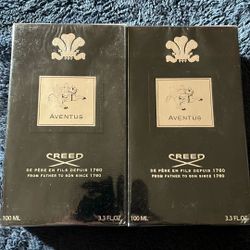 AVENTUS
CREED
DE PÈRE EN FILS DEPUIS 1760
FROM FATHER TO SON SINCE 1760
100 ML 3.3 FL.OZ
AVENTUS
CREED
DE PÈRE EN FILS DEPUIS 1760
FROM FATHER TO SON SINCE 1760
100 ML 3.3 FL.OZ